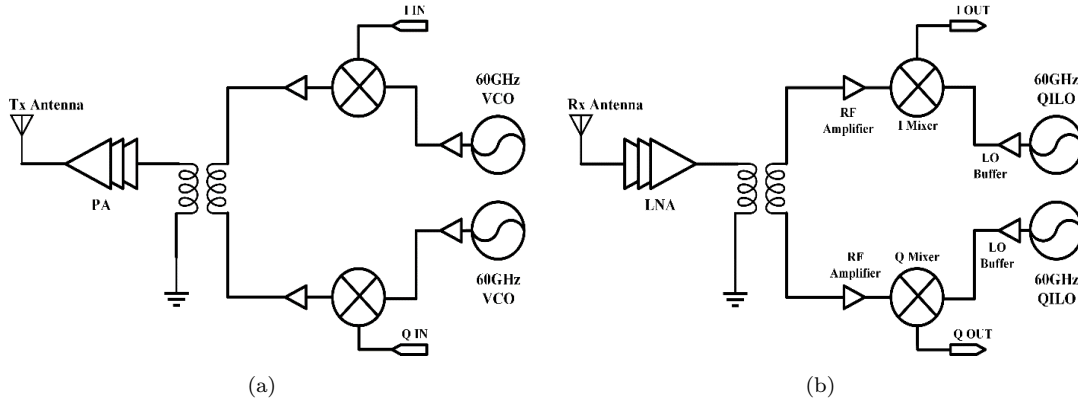 I IN
60GHz
VCO
Tx Antenna
PA
60GHz
VCO
Q IN
(a)
I OUT
60GHz
QILO
Rx Antenna
RF
Amplifier
I Mixer
LO
Buffer
LNA
RF
Amplifier
Q Mixer
LO
Buffer
60GHz
QILO
Q OUT
(b)